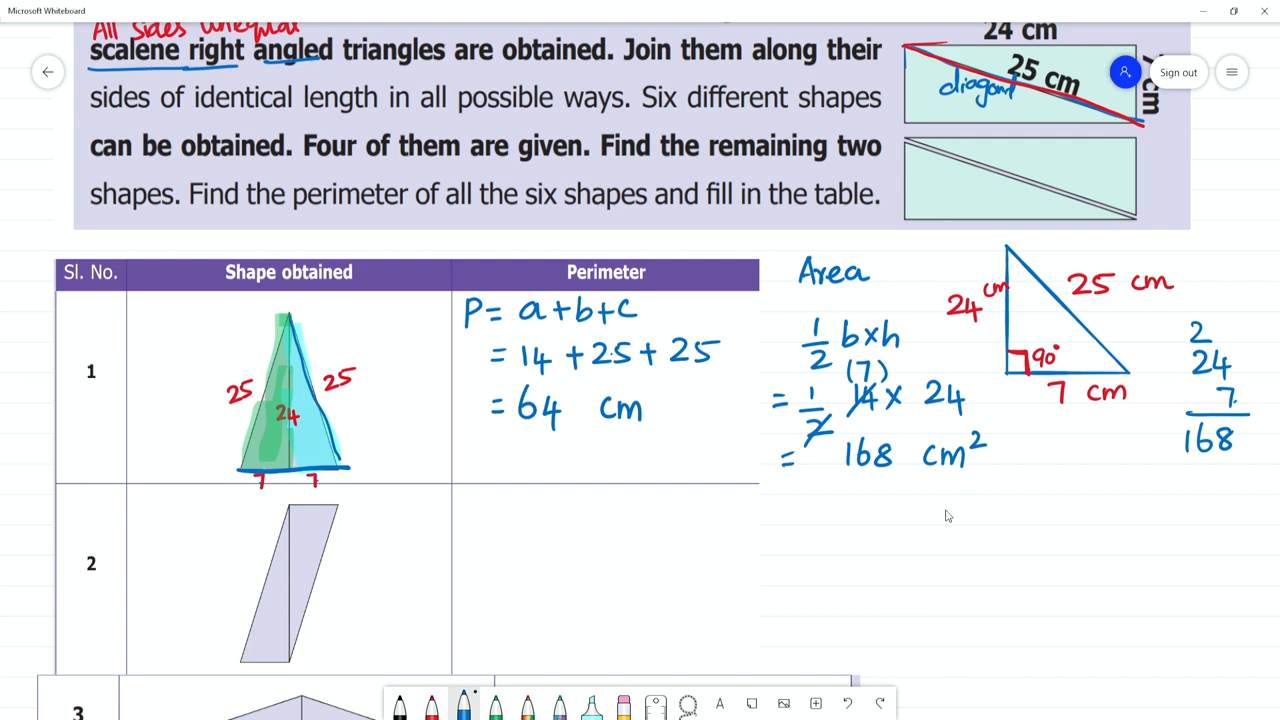 Microsoft Whiteboard
All sides unequal
24 cm
scalene right angled triangles are obtained. Join them along their
25 cm
7 cm
diagonal
Sign out
sides of identical length in all possible ways. Six different shapes
can be obtained. Four of them are given. Find the remaining two
shapes. Find the perimeter of all the six shapes and fill in the table.
Sl. No. Shape obtained Perimeter
Area
1
25 25
24
7 7
P = a+b+c
= 14 + 25 + 25
= 64 cm
1/2 b×h
(7)
= 1/2 14 × 24
= 168 cm²
24 cm
25 cm
90°
7 cm
2
24
7
168
2
3
A